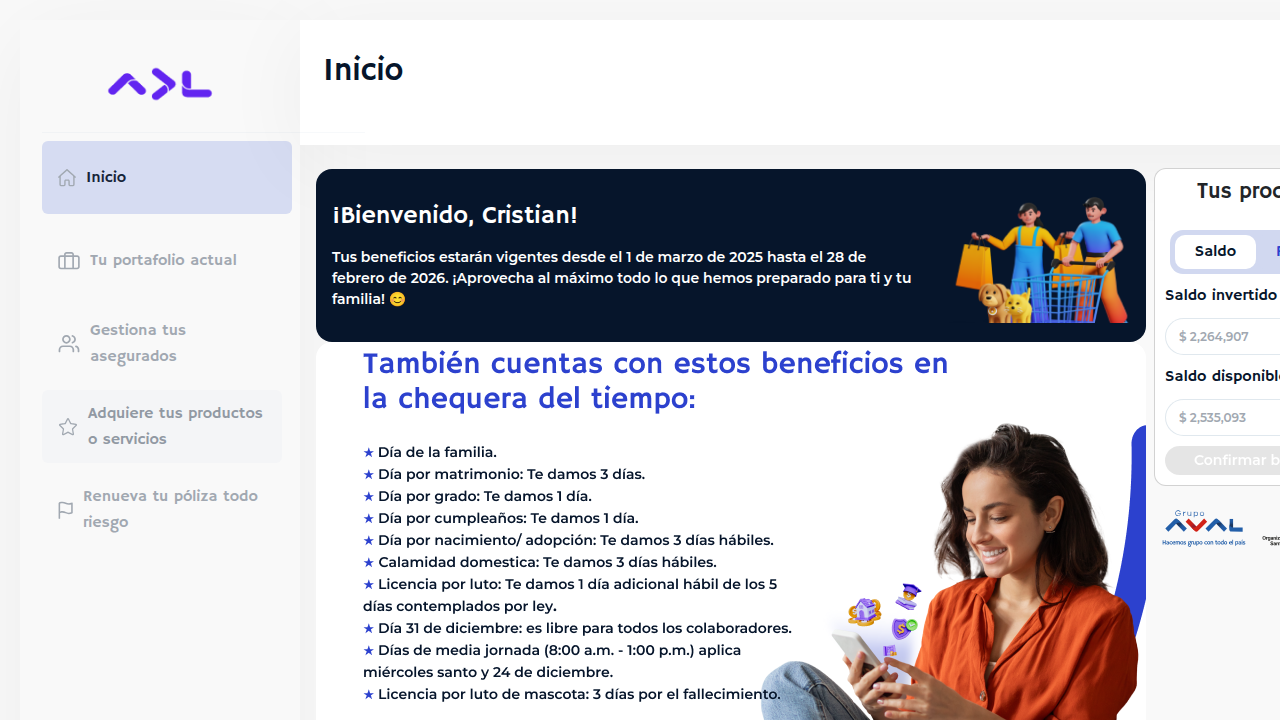 ADL
Inicio
Tu portafolio actual
Gestiona tus
asegurados
Adquiere tus productos
o servicios
Renueva tu póliza todo
riesgo
Inicio
¡Bienvenido, Cristian!
Tus beneficios estarán vigentes desde el 1 de marzo de 2025 hasta el 28 de
febrero de 2026. ¡Aprovecha al máximo todo lo que hemos preparado para ti y tu
familia! 😊
También cuentas con estos beneficios en
la chequera del tiempo:
★ Día de la familia.
★ Día por matrimonio: Te damos 3 días.
★ Día por grado: Te damos 1 día.
★ Día por cumpleaños: Te damos 1 día.
★ Día por nacimiento/ adopción: Te damos 3 días hábiles.
★ Calamidad domestica: Te damos 3 días hábiles.
★ Licencia por luto: Te damos 1 día adicional hábil de los 5
días contemplados por ley.
★ Día 31 de diciembre: es libre para todos los colaboradores.
★ Días de media jornada (8:00 a.m. - 1:00 p.m.) aplica
miércoles santo y 24 de diciembre.
★ Licencia por luto de mascota: 3 días por el fallecimiento.
Tus
Saldo
Saldo invertido
$ 2,264,907
Saldo disponible
$ 2,535,093
Confirmar
Grupo
AVAL
Hacemos grupo con todo el país